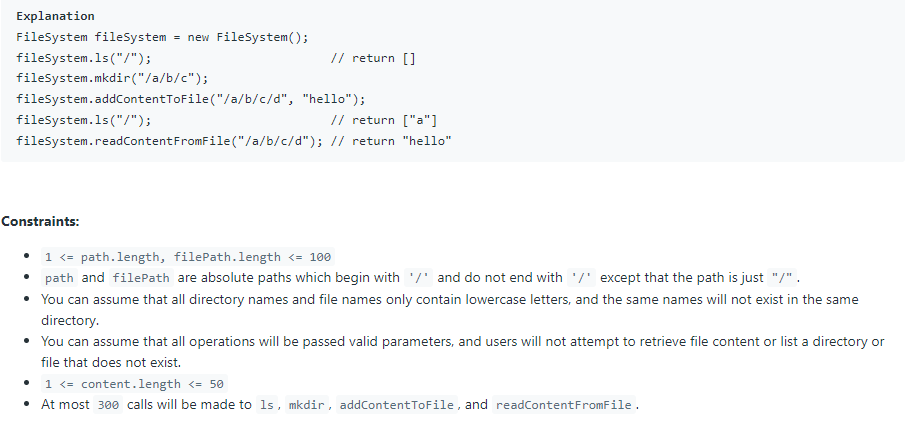 Explanation
FileSystem fileSystem = new FileSystem();
fileSystem.ls("/");                         // return []
fileSystem.mkdir("/a/b/c");
fileSystem.addContentToFile("/a/b/c/d", "hello");
fileSystem.ls("/");                         // return ["a"]
fileSystem.readContentFromFile("/a/b/c/d"); // return "hello"
Constraints:
• 1 <= path.length, filePath.length <= 100
• path and filePath are absolute paths which begin with '/' and do not end with '/' except that the path is just "/".
• You can assume that all directory names and file names only contain lowercase letters, and the same names will not exist in the same
directory.
• You can assume that all operations will be passed valid parameters, and users will not attempt to retrieve file content or list a directory or
file that does not exist.
• 1 <= content.length <= 50
• At most 300 calls will be made to ls, mkdir, addContentToFile, and readContentFromFile.